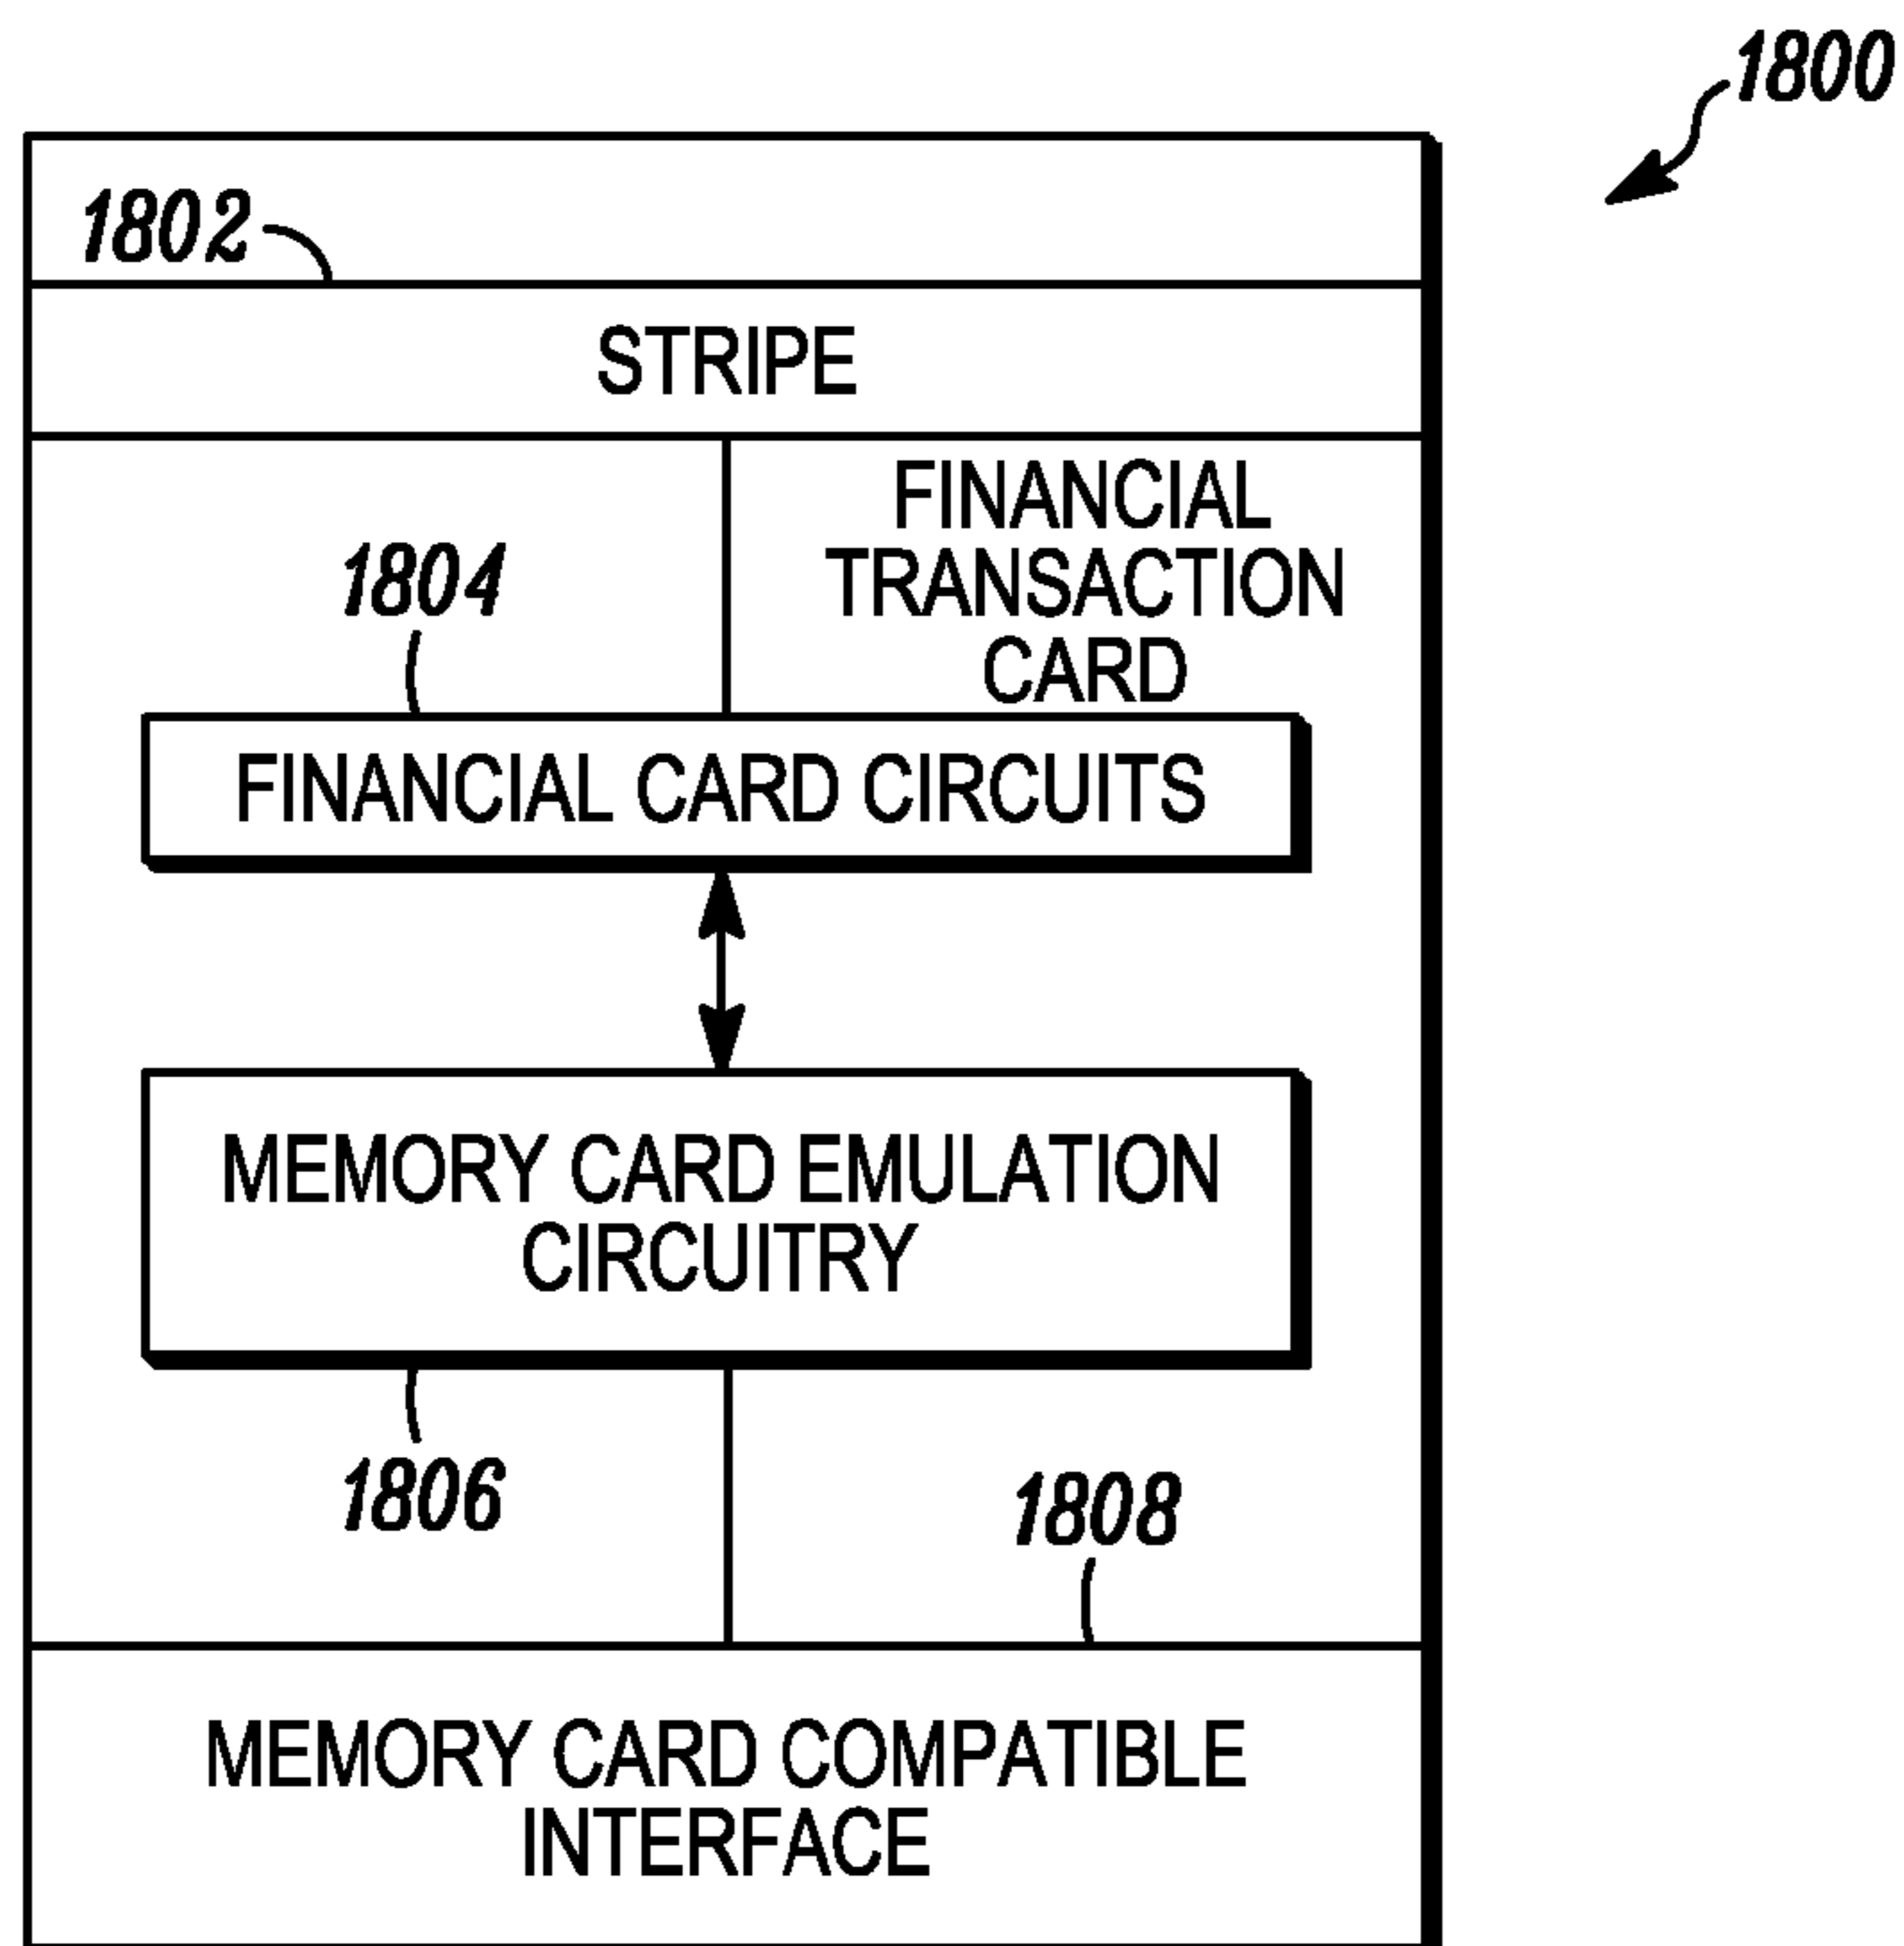 1800
1802
STRIPE
FINANCIAL
TRANSACTION
CARD
1804
FINANCIAL CARD CIRCUITS
MEMORY CARD EMULATION
CIRCUITRY
1806
1808
MEMORY CARD COMPATIBLE
INTERFACE